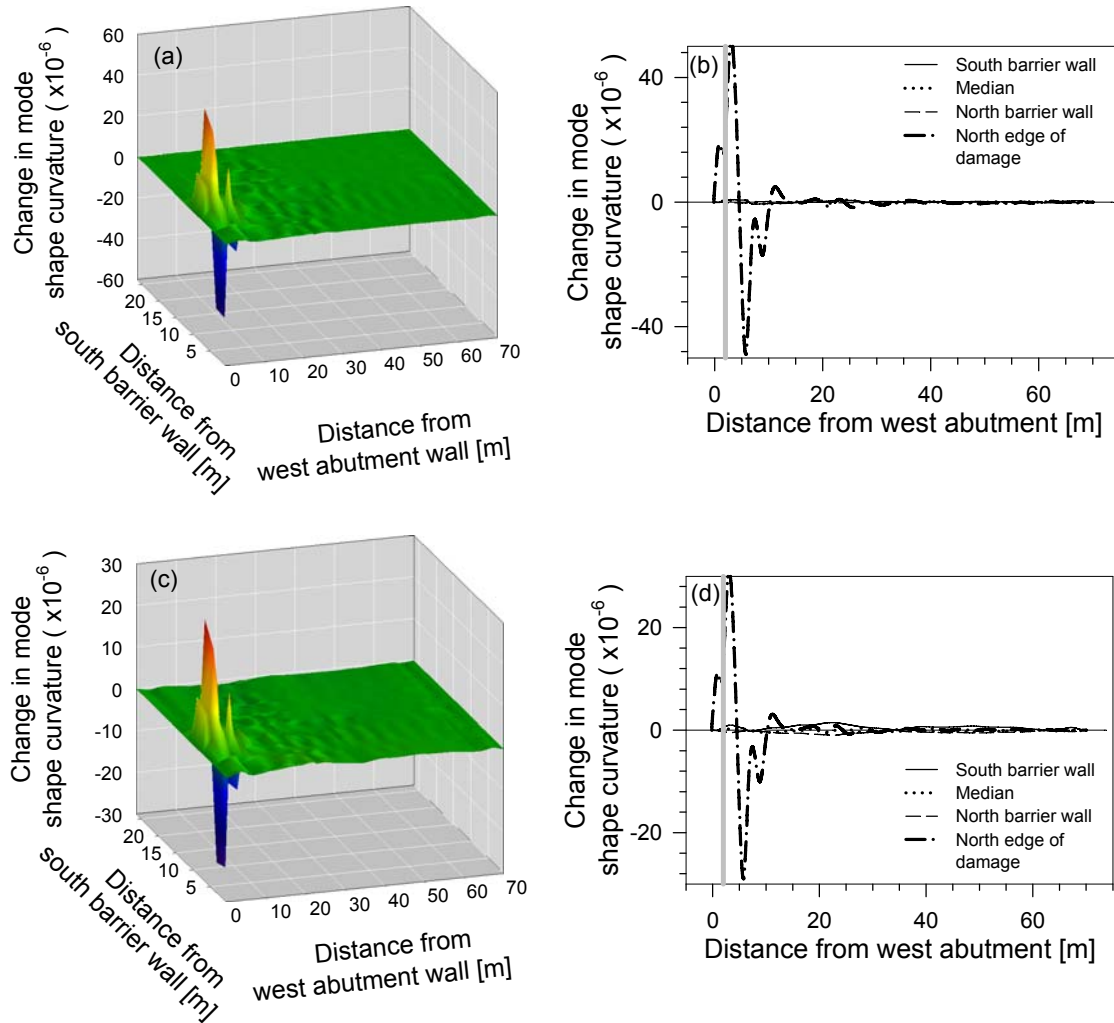 (a)
Change in mode
shape curvature ( x10-6 )
60
40
20
0
-20
-40
-60
20
15
10
5
Distance from
south barrier wall [m]
0 10 20 30 40 50 60 70
Distance from
west abutment wall [m]
(b)
Change in mode
shape curvature ( x10-6 )
40
0
-40
South barrier wall
Median
North barrier wall
North edge of
damage
0 20 40 60
Distance from west abutment [m]
(c)
Change in mode
shape curvature ( x10-6 )
30
20
10
0
-10
-20
-30
20
15
10
5
Distance from
south barrier wall [m]
0 10 20 30 40 50 60 70
Distance from
west abutment wall [m]
(d)
Change in mode
shape curvature ( x10-6 )
20
0
-20
South barrier wall
Median
North barrier wall
North edge of
damage
0 20 40 60
Distance from west abutment [m]